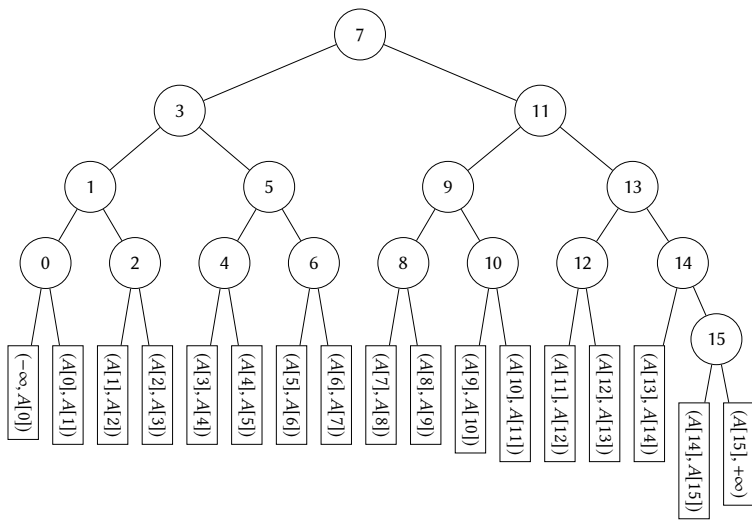 7
3
11
1
5
9
13
0
2
4
6
8
10
12
14
15
(−∞, A[0])
(A[0], A[1])
(A[1], A[2])
(A[2], A[3])
(A[3], A[4])
(A[4], A[5])
(A[5], A[6])
(A[6], A[7])
(A[7], A[8])
(A[8], A[9])
(A[9], A[10])
(A[10], A[11])
(A[11], A[12])
(A[12], A[13])
(A[13], A[14])
(A[14], A[15])
(A[15], +∞)